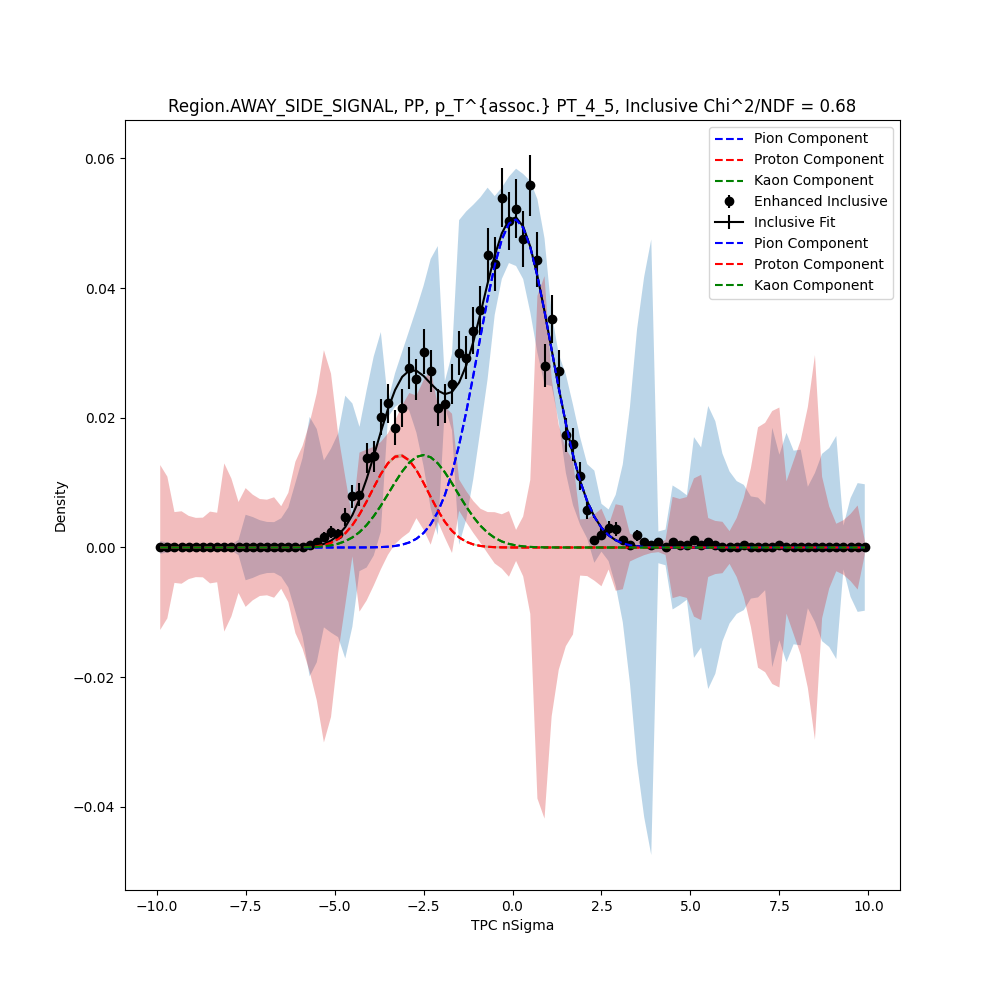 Region.AWAY_SIDE_SIGNAL, PP, p_T^{assoc.} PT_4_5, Inclusive Chi^2/NDF = 0.68
Pion Component
Proton Component
Kaon Component
Enhanced Inclusive
Inclusive Fit
Pion Component
Proton Component
Kaon Component
0.06
0.04
0.02
0.00
−0.02
−0.04
Density
−10.0 −7.5 −5.0 −2.5 0.0 2.5 5.0 7.5 10.0
TPC nSigma